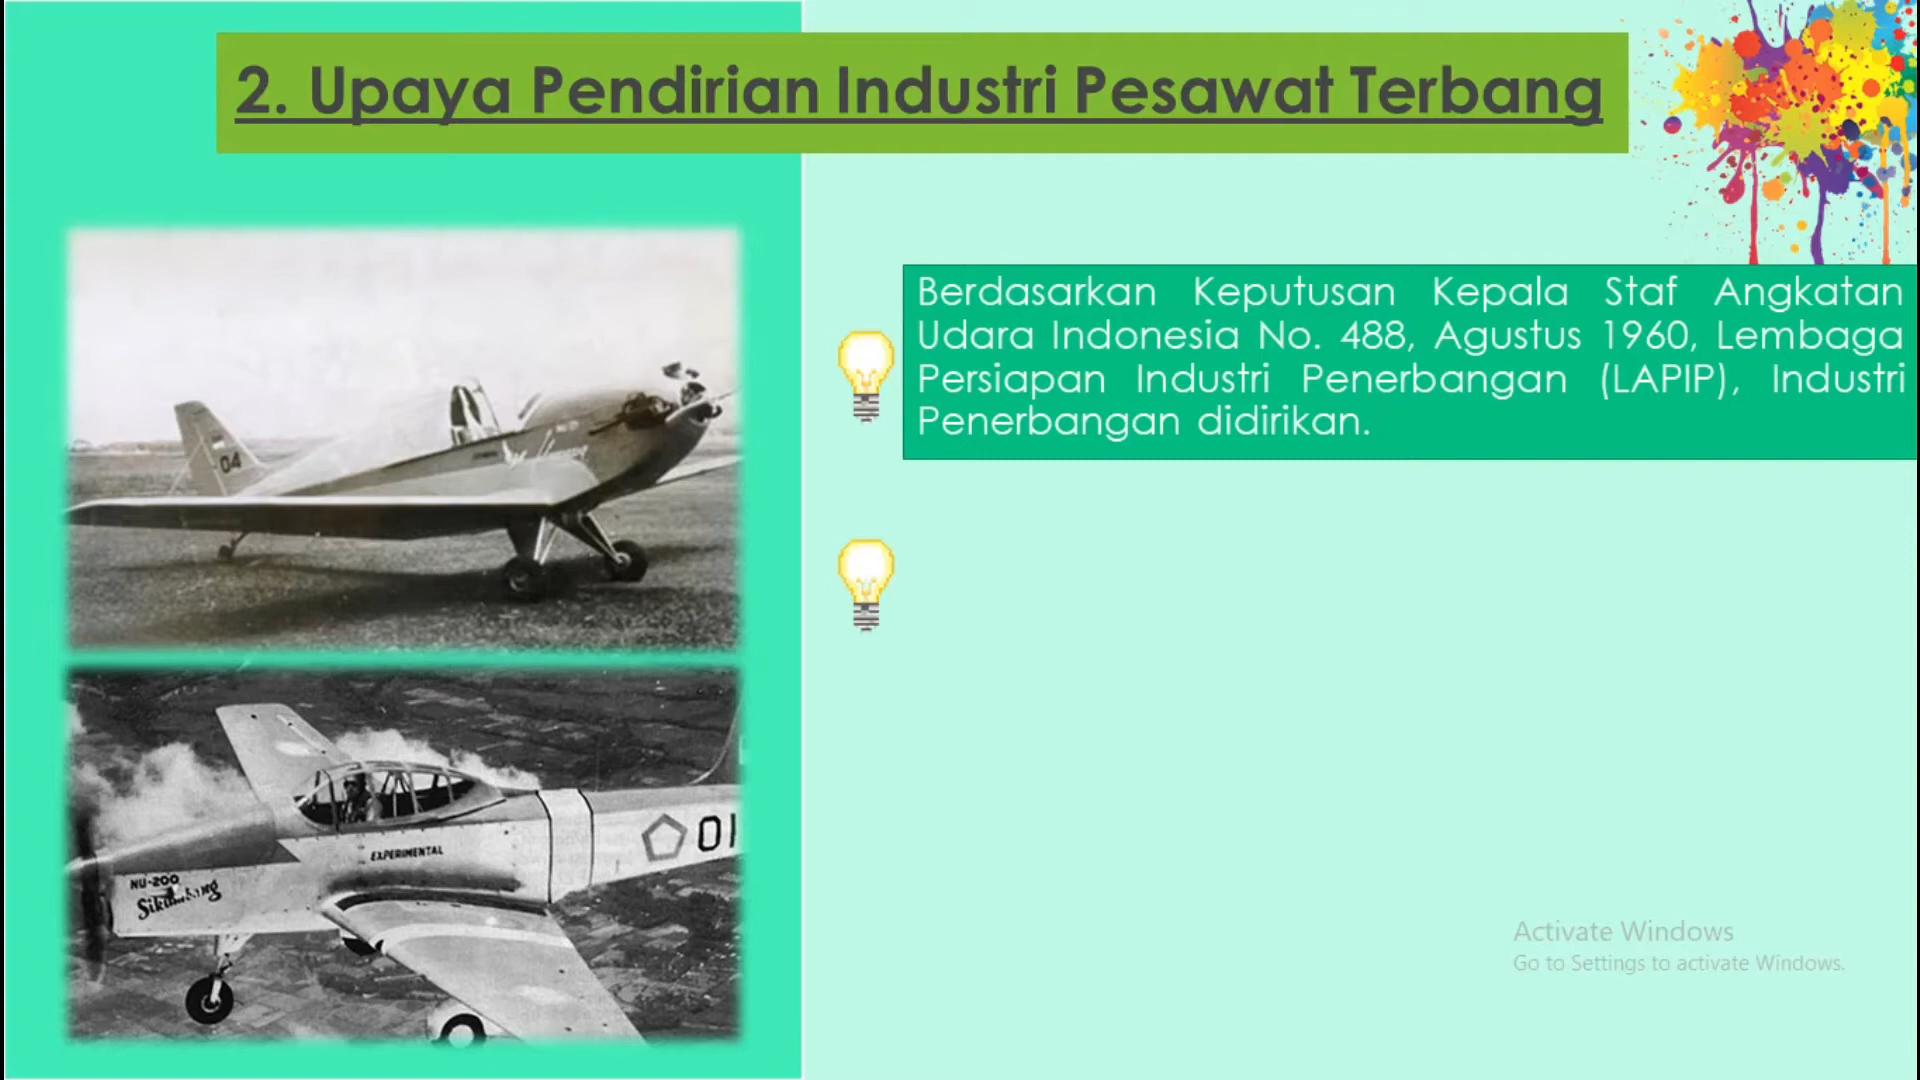 2. Upaya Pendirian Industri Pesawat Terbang
Berdasarkan Keputusan Kepala Staf Angkatan
Udara Indonesia No. 488, Agustus 1960, Lembaga
Persiapan Industri Penerbangan (LAPIP), Industri
Penerbangan didirikan.
04
EXPERIMENTAL
01
NU-200
Sikumbang
Activate Windows
Go to Settings to activate Windows.